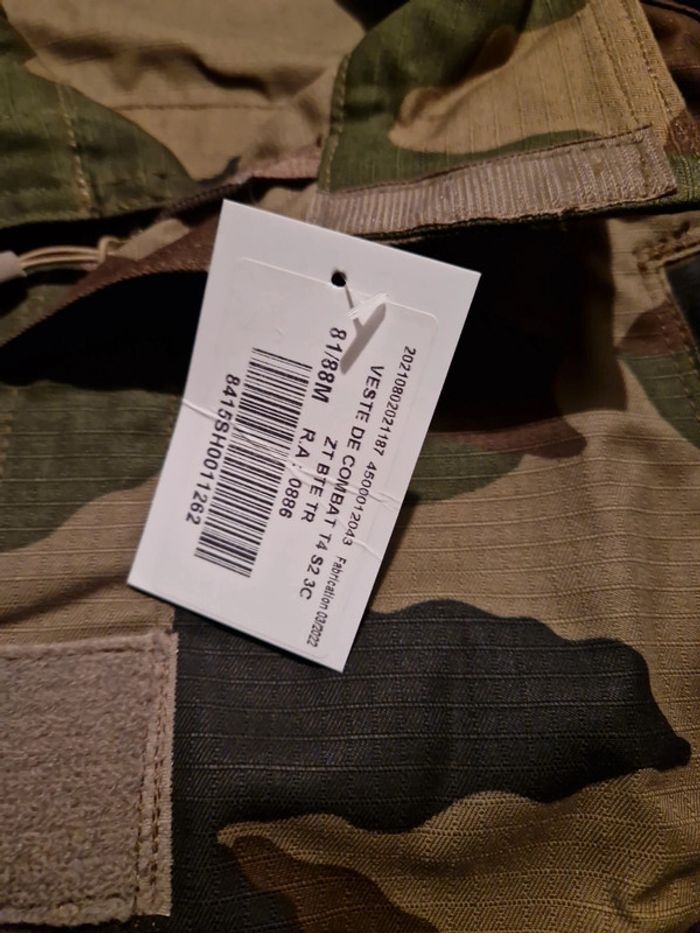 20210802021187 4500012043 Fabrication 03/2022
VESTE DE COMBAT T4 S2 3C
ZT BTE TR
81/88M R.A : 0886
8415SH0011262